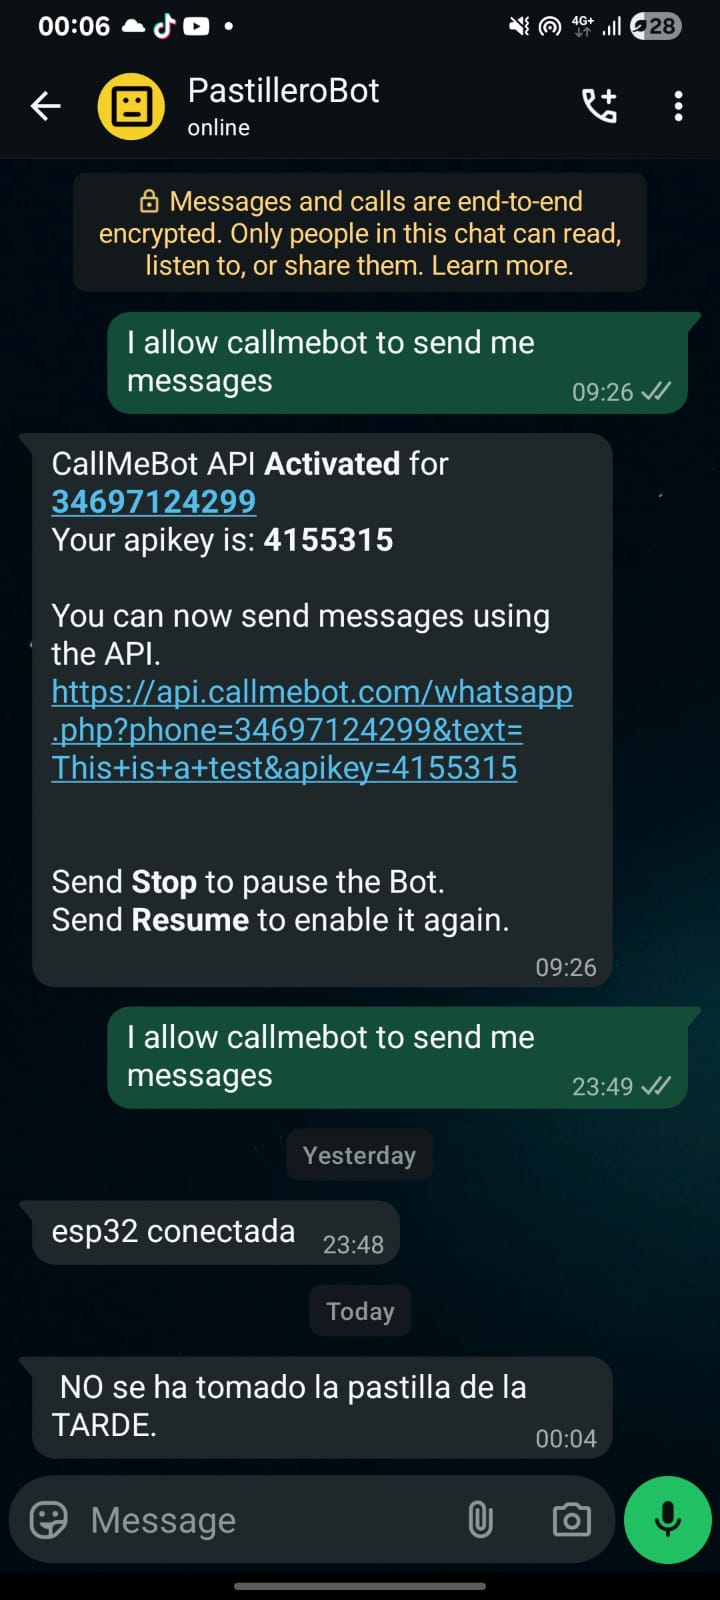 00:06
4G+
28
PastilleroBot
online
Messages and calls are end-to-end
encrypted. Only people in this chat can read,
listen to, or share them. Learn more.
I allow callmebot to send me
messages
09:26
CallMeBot API Activated for
34697124299
Your apikey is: 4155315
You can now send messages using
the API.
https://api.callmebot.com/whatsapp
.php?phone=34697124299&text=
This+is+a+test&apikey=4155315
Send Stop to pause the Bot.
Send Resume to enable it again.
09:26
I allow callmebot to send me
messages
23:49
Yesterday
esp32 conectada
23:48
Today
NO se ha tomado la pastilla de la
TARDE.
00:04
Message